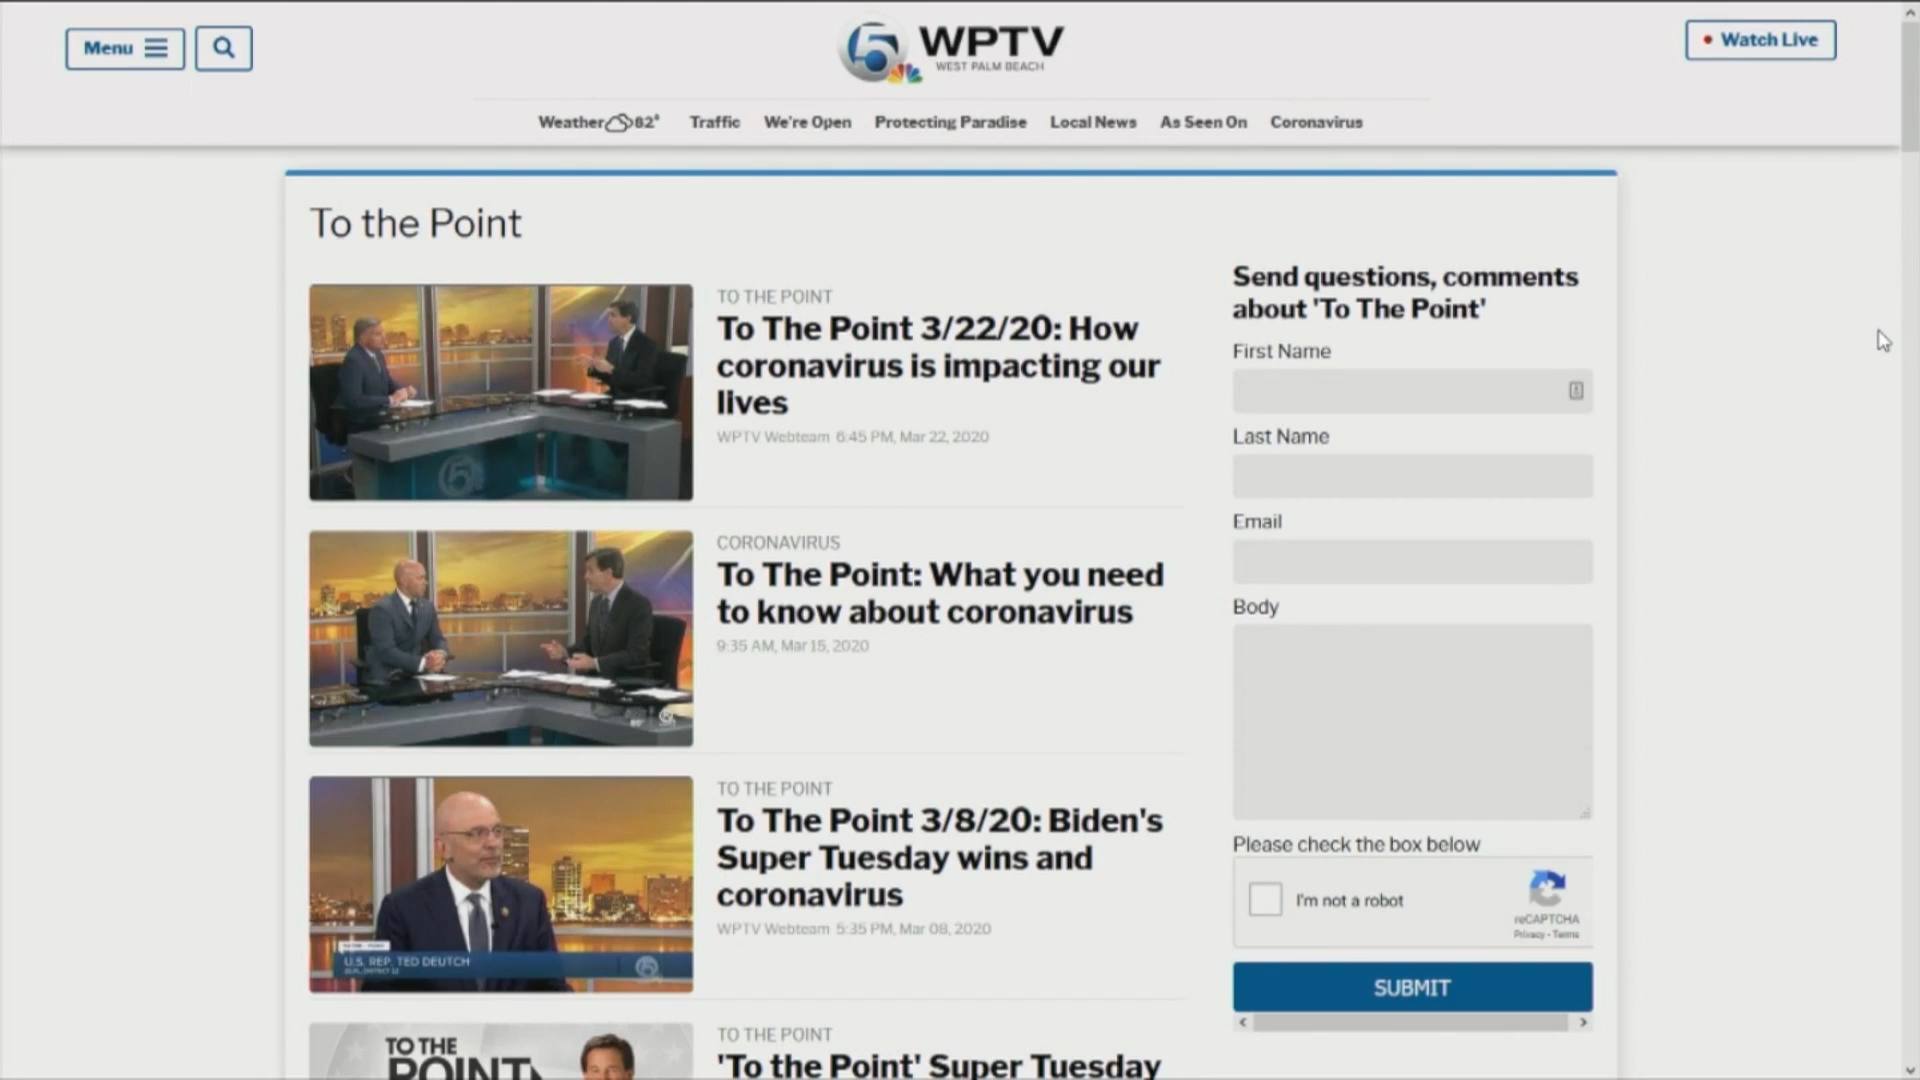 Menu
5 WPTV
WEST PALM BEACH
Watch Live
Weather 82° Traffic We're Open Protecting Paradise Local News As Seen On Coronavirus
To the Point
TO THE POINT
To The Point 3/22/20: How
coronavirus is impacting our
lives
WPTV Webteam 6:45 PM, Mar 22, 2020
5
CORONAVIRUS
To The Point: What you need
to know about coronavirus
9:35 AM, Mar 15, 2020
TO THE POINT
To The Point 3/8/20: Biden's
Super Tuesday wins and
coronavirus
WPTV Webteam 5:35 PM, Mar 08, 2020
U.S. REP. TED DEUTCH
5
TO THE POINT
'To the Point' Super Tuesday
TO THE
POINT
Send questions, comments
about 'To The Point'
First Name
Last Name
Email
Body
Please check the box below
I'm not a robot
reCAPTCHA
Privacy - Terms
SUBMIT